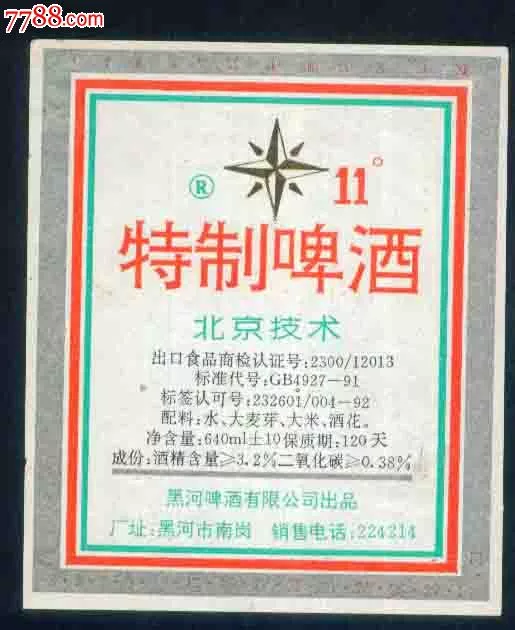 7788.com
® 11°
特制啤酒
北京技术
出口食品商检认证号:2300/12013
标准代号:GB4927-91
标签认可号:232601/004-92
配料:水、大麦芽、大米、酒花。
净含量:640ml±10保质期:120天
成份:酒精含量≥3.2%二氧化碳≥0.38%
黑河啤酒有限公司出品
厂址:黑河市南岗 销售电话:224214